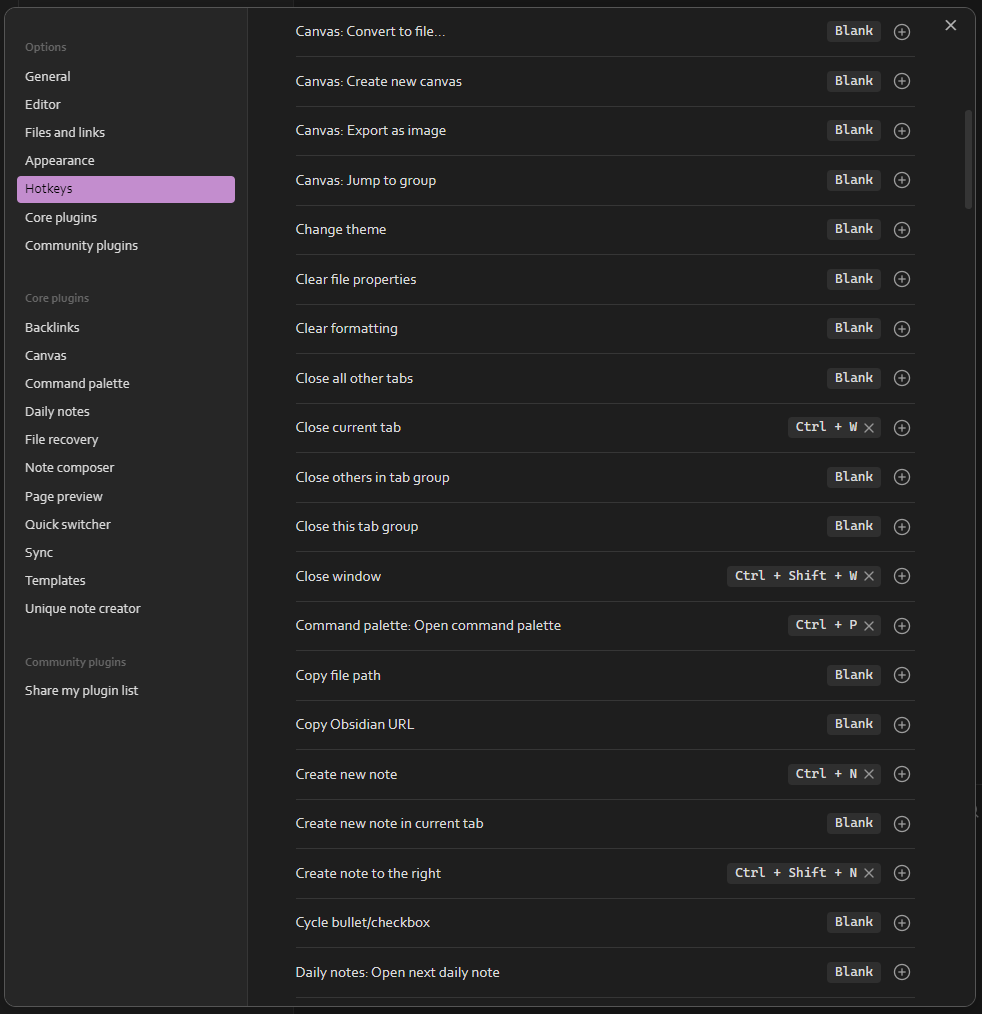 Options
General
Editor
Files and links
Appearance
Hotkeys
Core plugins
Community plugins
Core plugins
Backlinks
Canvas
Command palette
Daily notes
File recovery
Note composer
Page preview
Quick switcher
Sync
Templates
Unique note creator
Community plugins
Share my plugin list
Canvas: Convert to file... Blank
Canvas: Create new canvas Blank
Canvas: Export as image Blank
Canvas: Jump to group Blank
Change theme Blank
Clear file properties Blank
Clear formatting Blank
Close all other tabs Blank
Close current tab Ctrl + W
Close others in tab group Blank
Close this tab group Blank
Close window Ctrl + Shift + W
Command palette: Open command palette Ctrl + P
Copy file path Blank
Copy Obsidian URL Blank
Create new note Ctrl + N
Create new note in current tab Blank
Create note to the right Ctrl + Shift + N
Cycle bullet/checkbox Blank
Daily notes: Open next daily note Blank